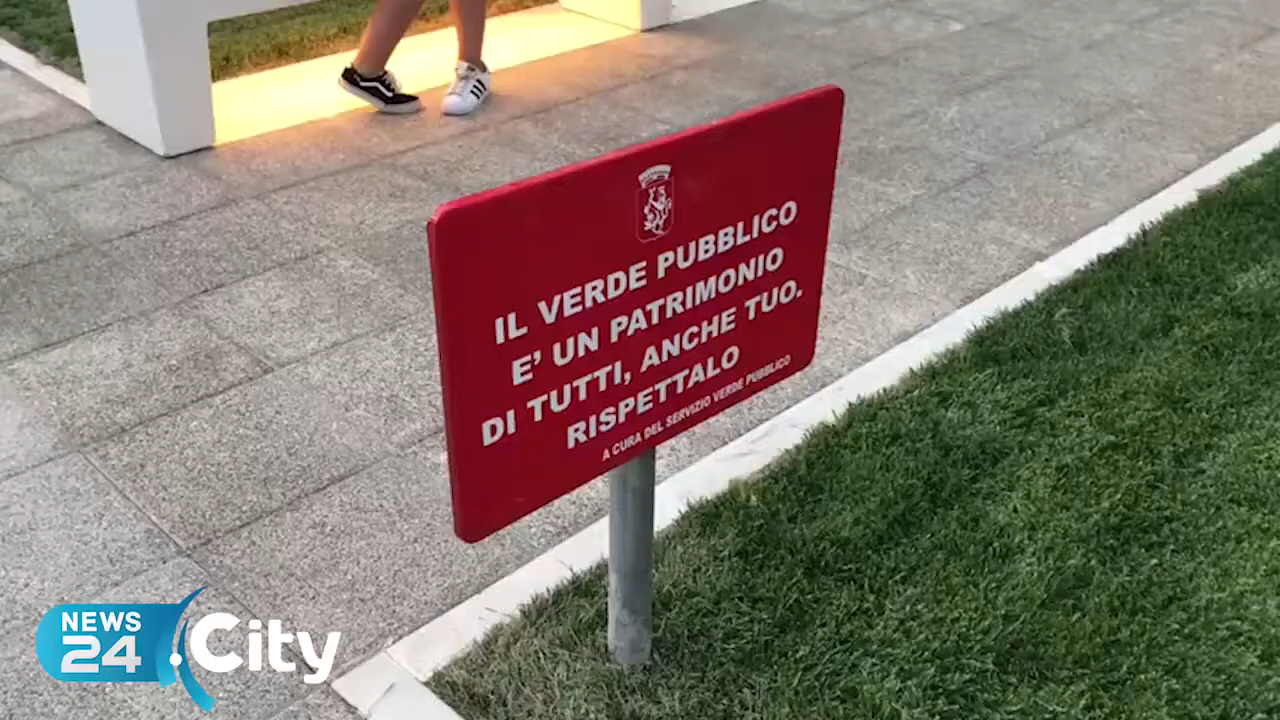 IL VERDE PUBBLICO
E' UN PATRIMONIO
DI TUTTI, ANCHE TUO.
RISPETTALO
A CURA DEL SERVIZIO VERDE PUBBLICO
NEWS
24 .City